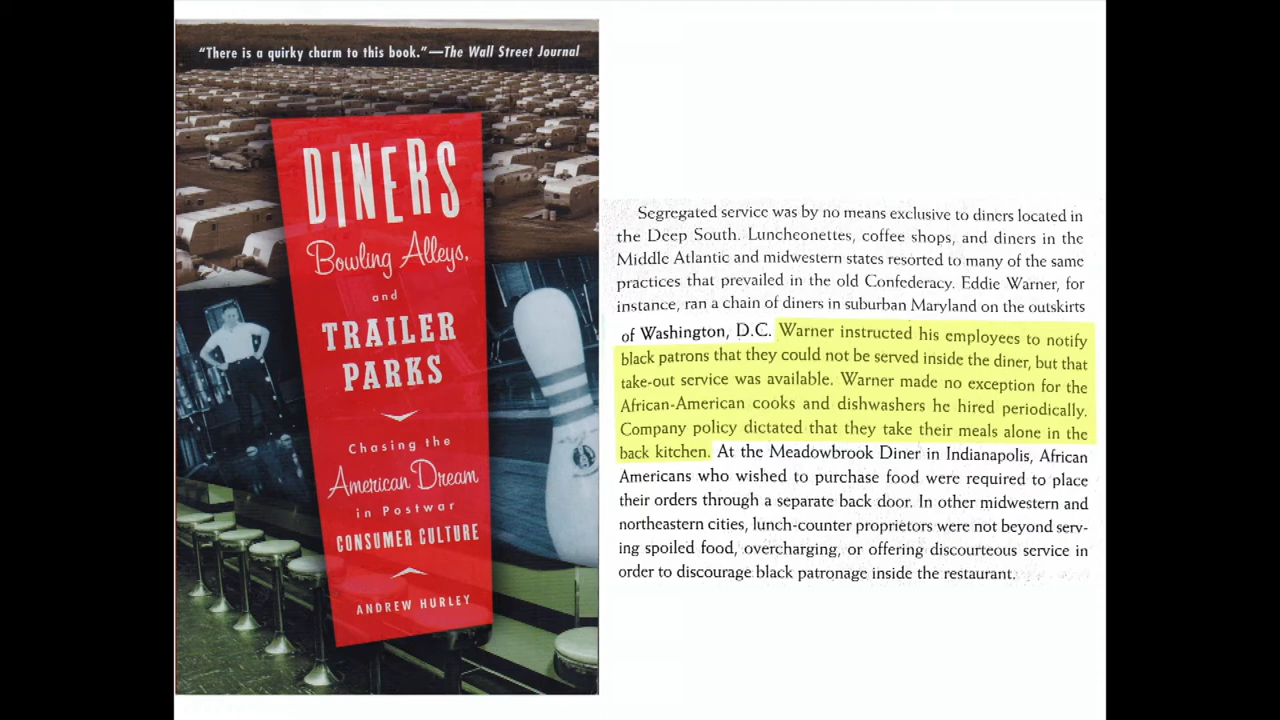 “There is a quirky charm to this book.”—The Wall Street Journal
DINERS
Bowling Alleys,
and
TRAILER
PARKS
Chasing the
American Dream
in Postwar
CONSUMER CULTURE
ANDREW HURLEY
Segregated service was by no means exclusive to diners located in
the Deep South. Luncheonettes, coffee shops, and diners in the
Middle Atlantic and midwestern states resorted to many of the same
practices that prevailed in the old Confederacy. Eddie Warner, for
instance, ran a chain of diners in suburban Maryland on the outskirts
of Washington, D.C. Warner instructed his employees to notify
black patrons that they could not be served inside the diner, but that
take-out service was available. Warner made no exception for the
African-American cooks and dishwashers he hired periodically.
Company policy dictated that they take their meals alone in the
back kitchen. At the Meadowbrook Diner in Indianapolis, African
Americans who wished to purchase food were required to place
their orders through a separate back door. In other midwestern and
northeastern cities, lunch-counter proprietors were not beyond serv-
ing spoiled food, overcharging, or offering discourteous service in
order to discourage black patronage inside the restaurant.